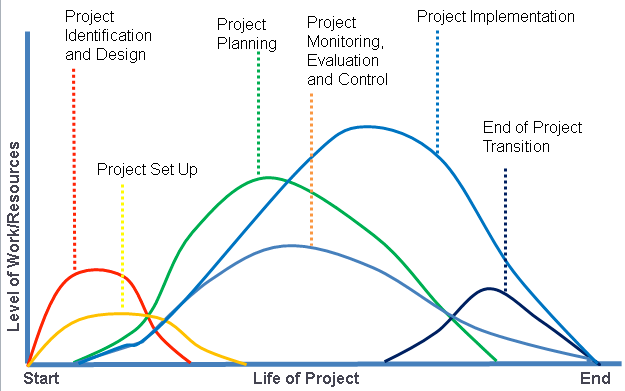 Project
Identification
and Design
Project
Planning
Project
Monitoring,
Evaluation
and Control
Project Implementation
End of Project
Transition
Project Set Up
Level of Work/Resources
Start
Life of Project
End